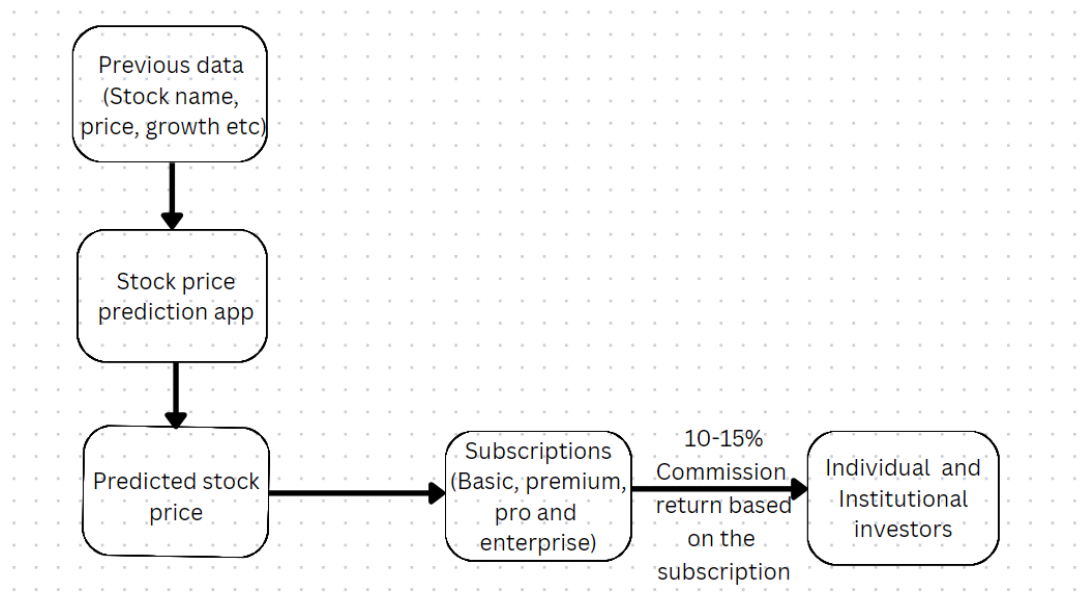 Previous data
(Stock name,
price, growth etc)
Stock price
prediction app
Predicted stock
price
Subscriptions
(Basic, premium,
pro and
enterprise)
10-15%
Commission
return based
on the
subscription
Individual and
Institutional
investors